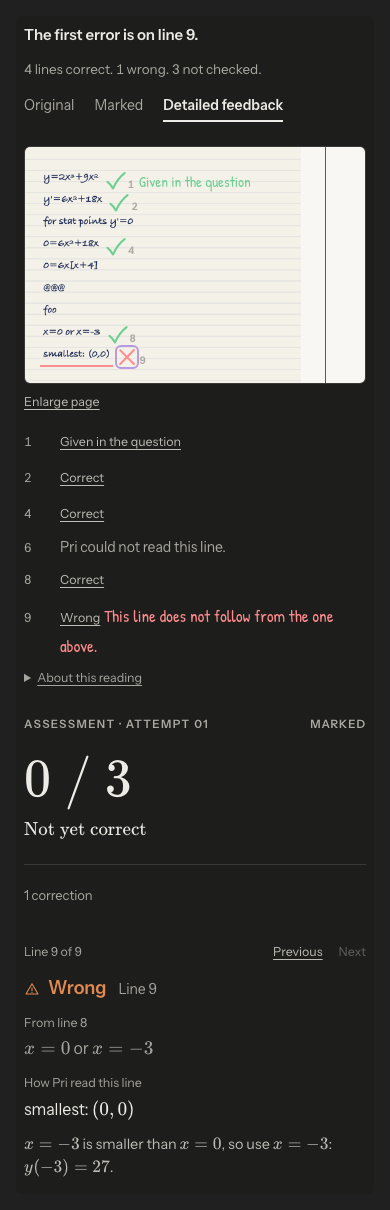 The first error is on line 9.
4 lines correct. 1 wrong. 3 not checked.
Original Marked Detailed feedback
y=2x³+9x² 1 Given in the question
y'=6x²+18x 2
for stat points y'=0
0=6x²+18x 4
0=6x[x+4]
@@@
foo
x=0 or x=-3 8
smallest: (0,0) 9
Enlarge page
1 Given in the question
2 Correct
4 Correct
6 Pri could not read this line.
8 Correct
9 Wrong This line does not follow from the one
above.
About this reading
ASSESSMENT · ATTEMPT 01 MARKED
0 / 3
Not yet correct
1 correction
Line 9 of 9 Previous Next
Wrong Line 9
From line 8
x = 0 or x = −3
How Pri read this line
smallest: (0, 0)
x = −3 is smaller than x = 0, so use x = −3:
y(−3) = 27.